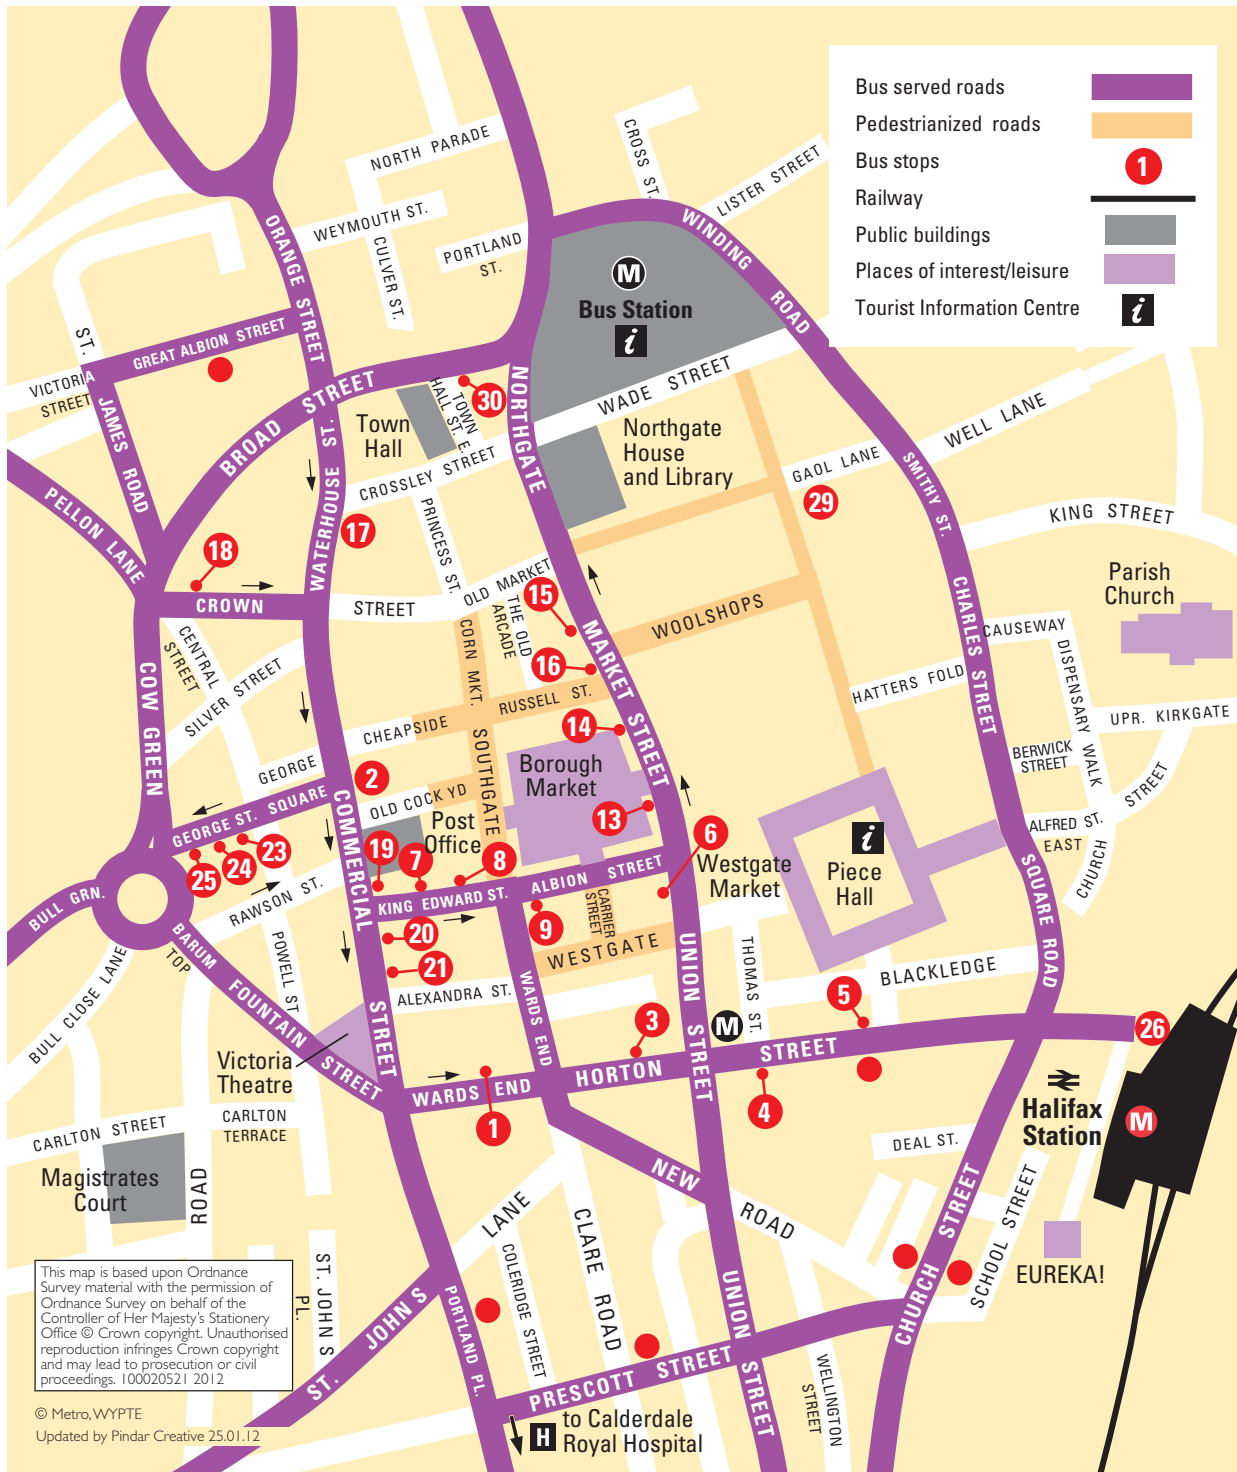 Bus served roads
Pedestrianized roads
Bus stops
1
Railway
Public buildings
Places of interest/leisure
Tourist Information Centre
i
NORTH PARADE
CROSS ST.
LISTER STREET
WEYMOUTH ST.
CULVER ST.
PORTLAND
ST.
ORANGE STREET
WINDING ROAD
M
Bus Station
i
GREAT ALBION STREET
ST.
VICTORIA
STREET
JAMES ROAD
BROAD STREET
TOWN
HALL ST. E.
30
NORTHGATE
WADE STREET
Town
Hall
Northgate
House
and Library
WELL LANE
GAOL LANE
29
SMITHY ST.
WATERHOUSE ST.
CROSSLEY STREET
PELLON LANE
17
18
PRINCESS ST.
KING STREET
Parish
Church
CROWN
STREET
OLD MARKET
THE OLD
ARCADE
15
16
WOOLSHOPS
CHARLES STREET
CAUSEWAY
DISPENSARY WALK
CENTRAL
STREET
SILVER STREET
CORN MKT.
MARKET STREET
HATTERS FOLD
COW GREEN
RUSSELL ST.
CHEAPSIDE
GEORGE
14
UPR. KIRKGATE
BERWICK
STREET
SOUTHGATE
Borough
Market
2
OLD COCK YD
GEORGE ST. SQUARE
COMMERCIAL STREET
Post
Office
13
6
Westgate
Market
i
Piece
Hall
ALFRED ST.
EAST
CHURCH STREET
23
24
25
19
7
8
RAWSON ST.
KING EDWARD ST.
ALBION STREET
CARRIER
STREET
BULL GRN.
BARUM
TOP
9
20
21
WESTGATE
SQUARE ROAD
POWELL ST
FOUNTAIN STREET
BULL CLOSE LANE
ALEXANDRA ST.
WARDS END
UNION STREET
THOMAS ST.
BLACKLEDGE
5
3
M
26
Victoria
Theatre
WARDS END
HORTON STREET
1
4
Halifax
Station
M
CARLTON STREET
CARLTON
TERRACE
DEAL ST.
Magistrates
Court
ROAD
NEW ROAD
LANE
CLARE ROAD
SCHOOL STREET
CHURCH STREET
EUREKA!
ST. JOHN S
PL.
COLERIDGE STREET
ST. JOHN S
PORTLAND PL.
UNION STREET
PRESCOTT STREET
WELLINGTON
STREET
H
to Calderdale
Royal Hospital
This map is based upon Ordnance
Survey material with the permission of
Ordnance Survey on behalf of the
Controller of Her Majesty's Stationery
Office © Crown copyright. Unauthorised
reproduction infringes Crown copyright
and may lead to prosecution or civil
proceedings. 100020521 2012
© Metro, WYPTE
Updated by Pindar Creative 25.01.12